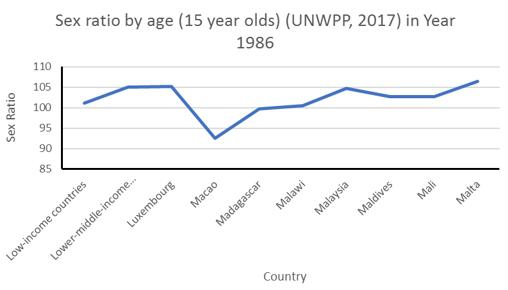 Sex ratio by age (15 year olds) (UNWPP, 2017) in Year
1986
110
105
100
95
90
85
Sex Ratio
Low-income countries
Lower-middle-income...
Luxembourg
Macao
Madagascar
Malawi
Malaysia
Maldives
Mali
Malta
Country